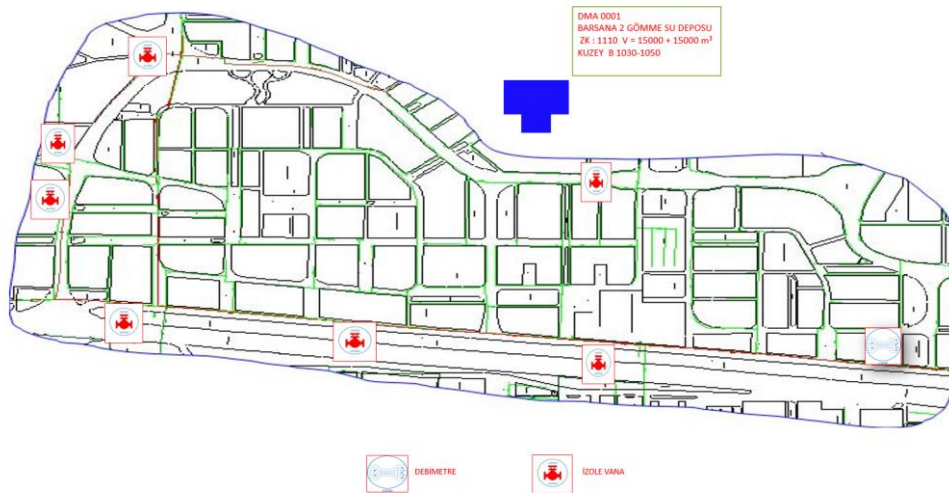 DMA 0001
BARSANA 2 GÖMME SU DEPOSU
ZK : 1110 V = 15000 + 15000 m³
KUZEY B 1030-1050
DEBİMETRE
İZOLE VANA